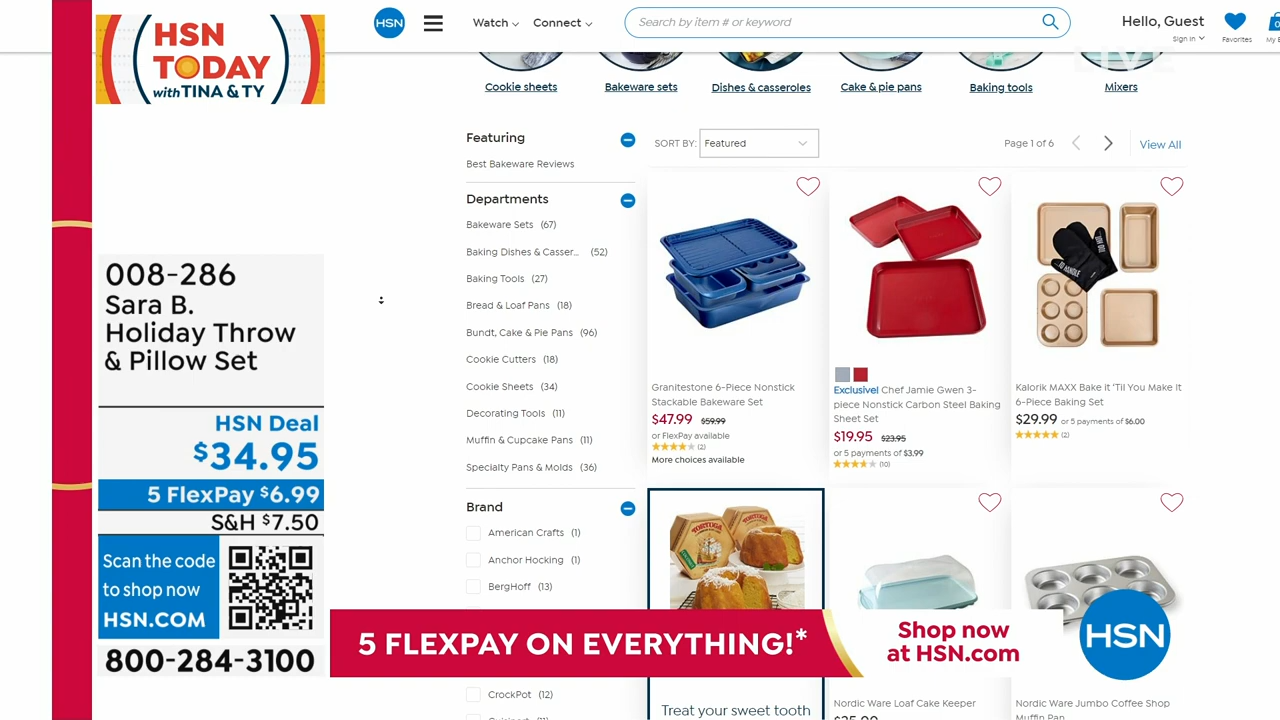 HSN
TODAY
with TINA & TY
008-286
Sara B.
Holiday Throw
& Pillow Set
HSN Deal
$34.95
5 FlexPay $6.99
S&H $7.50
Scan the code
to shop now
HSN.COM
800-284-3100
HSN
Watch
Connect
Search by item # or keyword
Hello, Guest
Sign In
Favorites
0
LIVE
Cookie sheets
Bakeware sets
Dishes & casseroles
Cake & pie pans
Baking tools
Mixers
Featuring
Best Bakeware Reviews
Departments
Bakeware Sets (67)
Baking Dishes & Casser... (52)
Baking Tools (27)
Bread & Loaf Pans (18)
Bundt, Cake & Pie Pans (96)
Cookie Cutters (18)
Cookie Sheets (34)
Decorating Tools (11)
Muffin & Cupcake Pans (11)
Specialty Pans & Molds (36)
Brand
American Crafts (1)
Anchor Hocking (1)
BergHoff (13)
CrockPot (12)
SORT BY: Featured
Page 1 of 6
View All
Granitestone 6-Piece Nonstick
Stackable Bakeware Set
$47.99 $59.99
or FlexPay available
(2)
More choices available
Exclusive! Chef Jamie Gwen 3-
piece Nonstick Carbon Steel Baking
Sheet Set
$19.95 $23.95
or 5 payments of $3.99
(10)
Kalorik MAXX Bake It 'Til You Make It
6-Piece Baking Set
$29.99 or 5 payments of $6.00
(2)
TORTUGA
Treat your sweet tooth
Nordic Ware Loaf Cake Keeper
Nordic Ware Jumbo Coffee Shop
Muffin Pan
5 FLEXPAY ON EVERYTHING!*
Shop now
at HSN.com
HSN